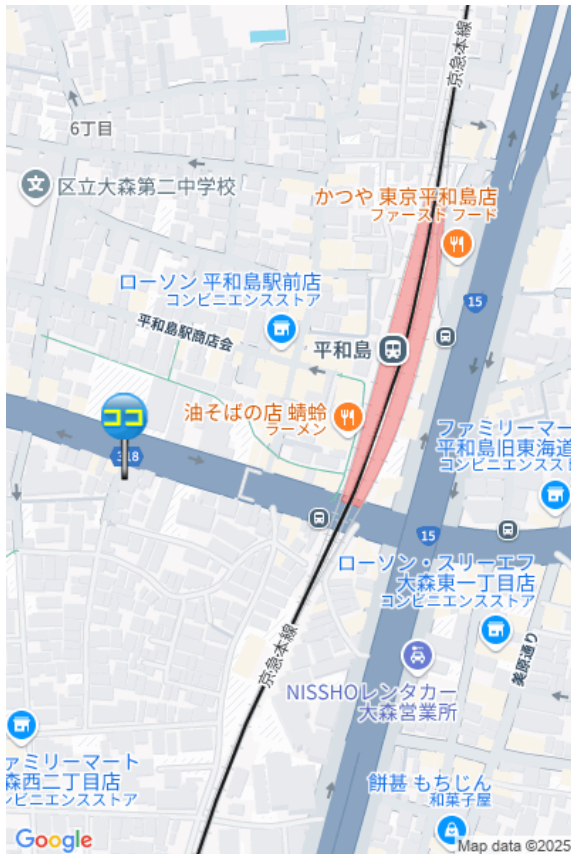 京急本線
6丁目
区立大森第二中学校
かつや 東京平和島店
ファースト フード
ローソン 平和島駅前店
コンビニエンスストア
15
平和島駅商店会
平和島
油そばの店 蜻蛉
ラーメン
ココ
318
ファミリーマー
平和島旧東海道
コンビニエンススト
15
ローソン・スリーエフ
大森東一丁目店
コンビニエンスストア
京急本線
美原通り
NISSHOレンタカー
大森営業所
ァミリーマート
森西二丁目店
ンビニエンスストア
餅甚 もちじん
和菓子屋
Google
Map data ©2025